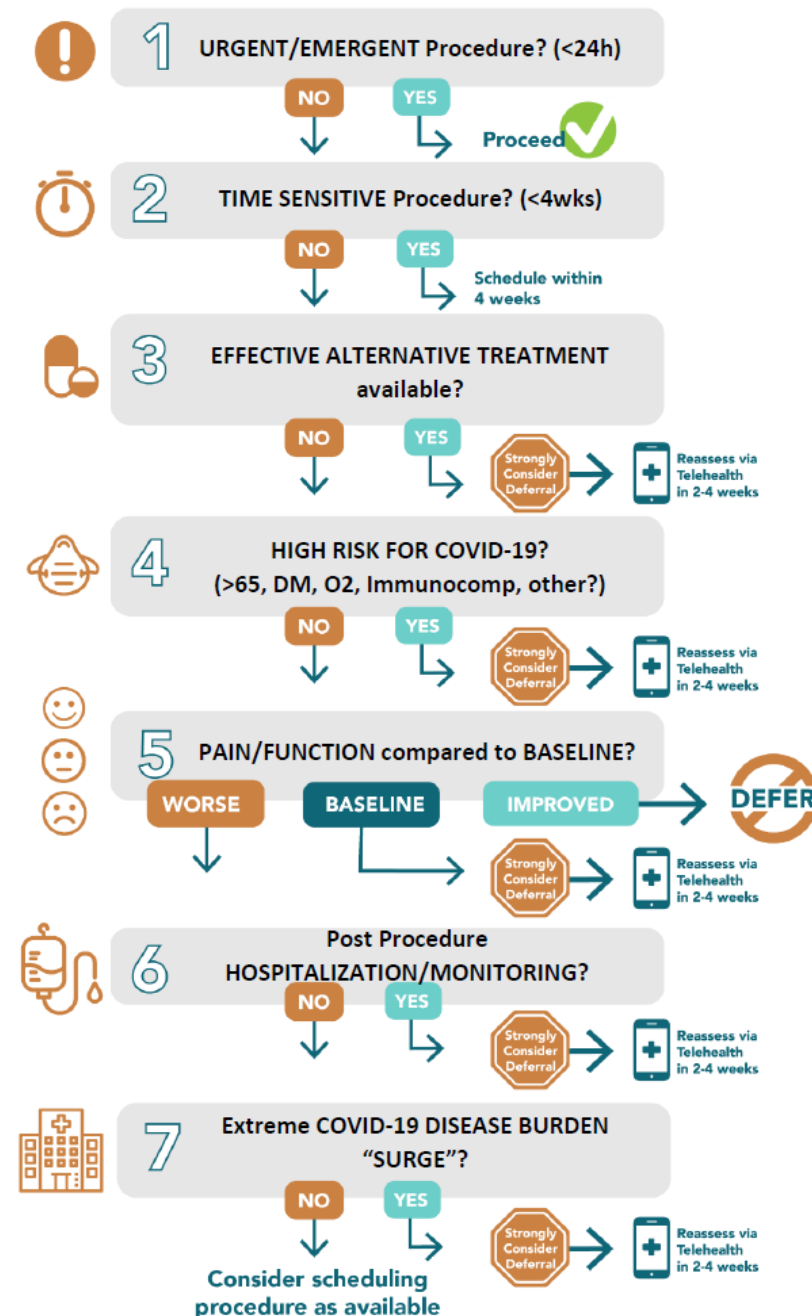 1 URGENT/EMERGENT Procedure? (<24h)
NO YES
Proceed
2 TIME SENSITIVE Procedure? (<4wks)
NO YES
Schedule within
4 weeks
3 EFFECTIVE ALTERNATIVE TREATMENT
available?
NO YES
Strongly
Consider
Deferral
Reassess via
Telehealth
in 2-4 weeks
4 HIGH RISK FOR COVID-19?
(>65, DM, O2, Immunocomp, other?)
NO YES
Strongly
Consider
Deferral
Reassess via
Telehealth
in 2-4 weeks
5 PAIN/FUNCTION compared to BASELINE?
WORSE BASELINE IMPROVED DEFER
Strongly
Consider
Deferral
Reassess via
Telehealth
in 2-4 weeks
6 Post Procedure
HOSPITALIZATION/MONITORING?
NO YES
Strongly
Consider
Deferral
Reassess via
Telehealth
in 2-4 weeks
7 Extreme COVID-19 DISEASE BURDEN
“SURGE”?
NO YES
Strongly
Consider
Deferral
Reassess via
Telehealth
in 2-4 weeks
Consider scheduling
procedure as available